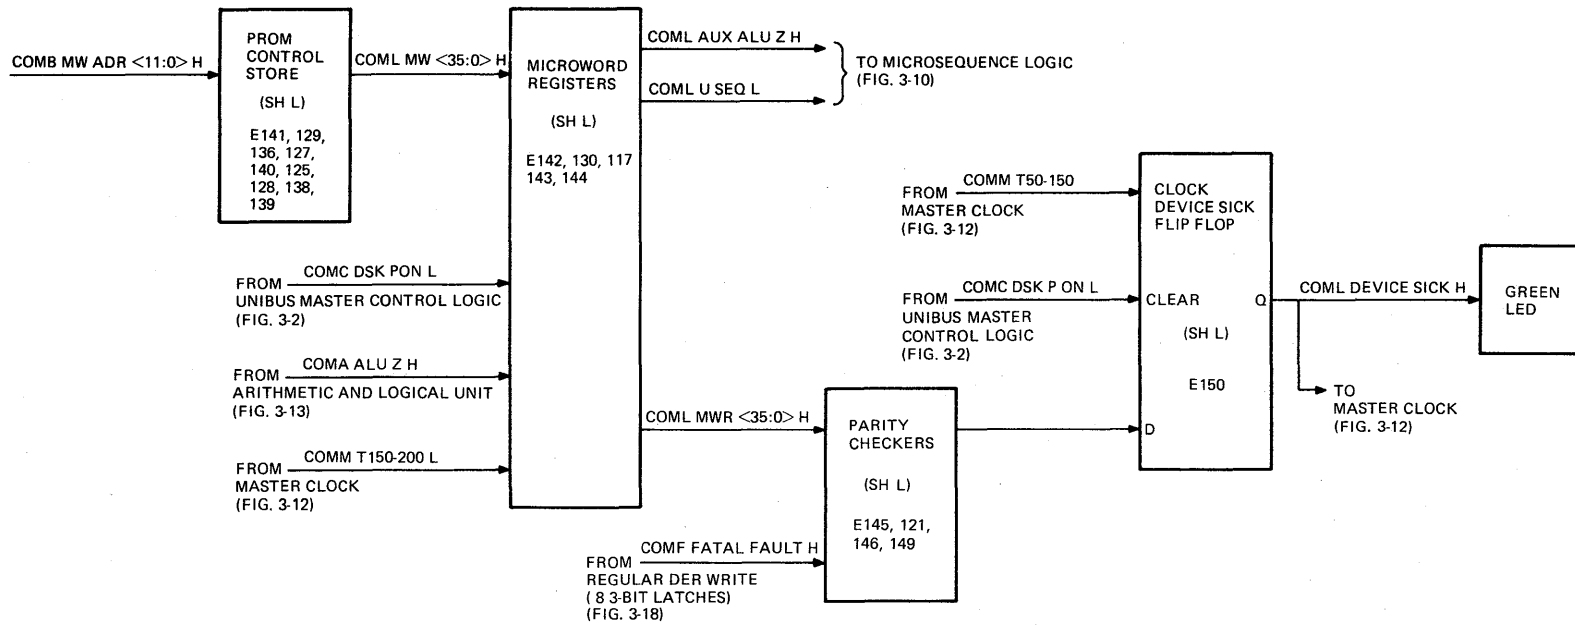 COMB MW ADR <11:0> H
PROM
CONTROL
STORE
(SH L)
E141, 129,
136, 127,
140, 125,
128, 138,
139
COML MW <35:0> H
MICROWORD
REGISTERS
(SH L)
E142, 130, 117
143, 144
COML AUX ALU Z H
COML U SEQ L
TO MICROSEQUENCE LOGIC
(FIG. 3-10)
FROM COMC DSK PON L
UNIBUS MASTER CONTROL LOGIC
(FIG. 3-2)
FROM COMA ALU Z H
ARITHMETIC AND LOGICAL UNIT
(FIG. 3-13)
FROM COMM T150-200 L
MASTER CLOCK
(FIG. 3-12)
COML MWR <35:0> H
FROM COMF FATAL FAULT H
REGULAR DER WRITE
( 8 3-BIT LATCHES)
(FIG. 3-18)
PARITY
CHECKERS
(SH L)
E145, 121,
146, 149
FROM COMM T50-150
MASTER CLOCK
(FIG. 3-12)
FROM COMC DSK P ON L
UNIBUS MASTER
CONTROL LOGIC
(FIG. 3-2)
CLOCK
DEVICE SICK
FLIP FLOP
CLEAR Q
(SH L)
E150
D
COML DEVICE SICK H
TO
MASTER CLOCK
(FIG. 3-12)
GREEN
LED